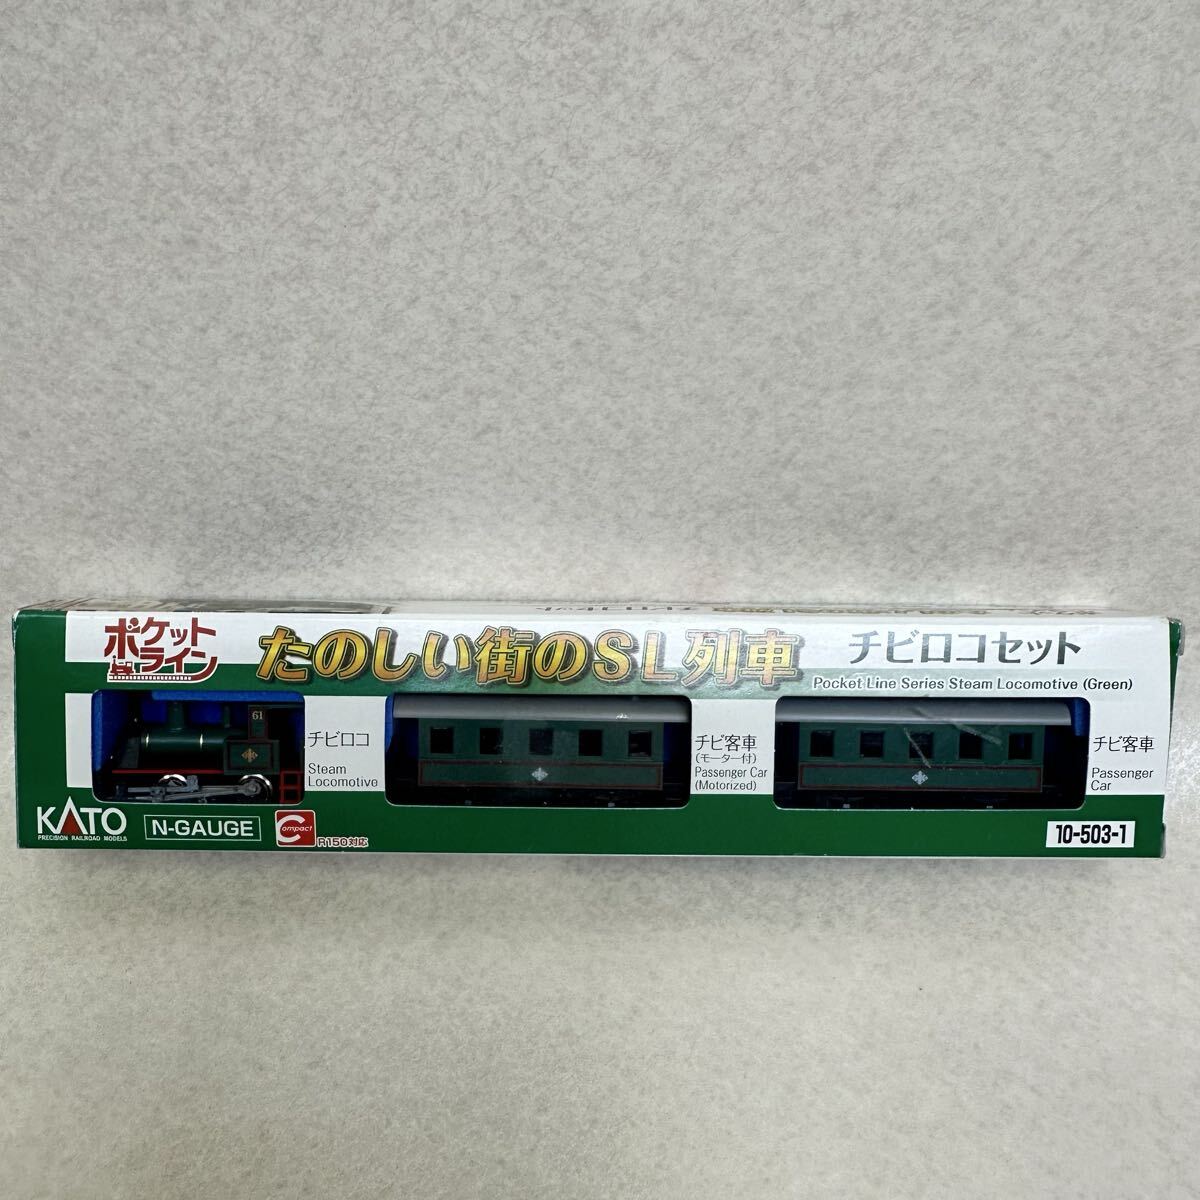 ポケット
ライン
たのしい街のSL列車
チビロコセット
Pocket Line Series Steam Locomotive (Green)
61
チビロコ
Steam
Locomotive
チビ客車
(モーター付)
Passenger Car
(Motorized)
チビ客車
Passenger
Car
KATO
PRECISION RAILROAD MODELS
N-GAUGE
Compact
R150対応
10-503-1